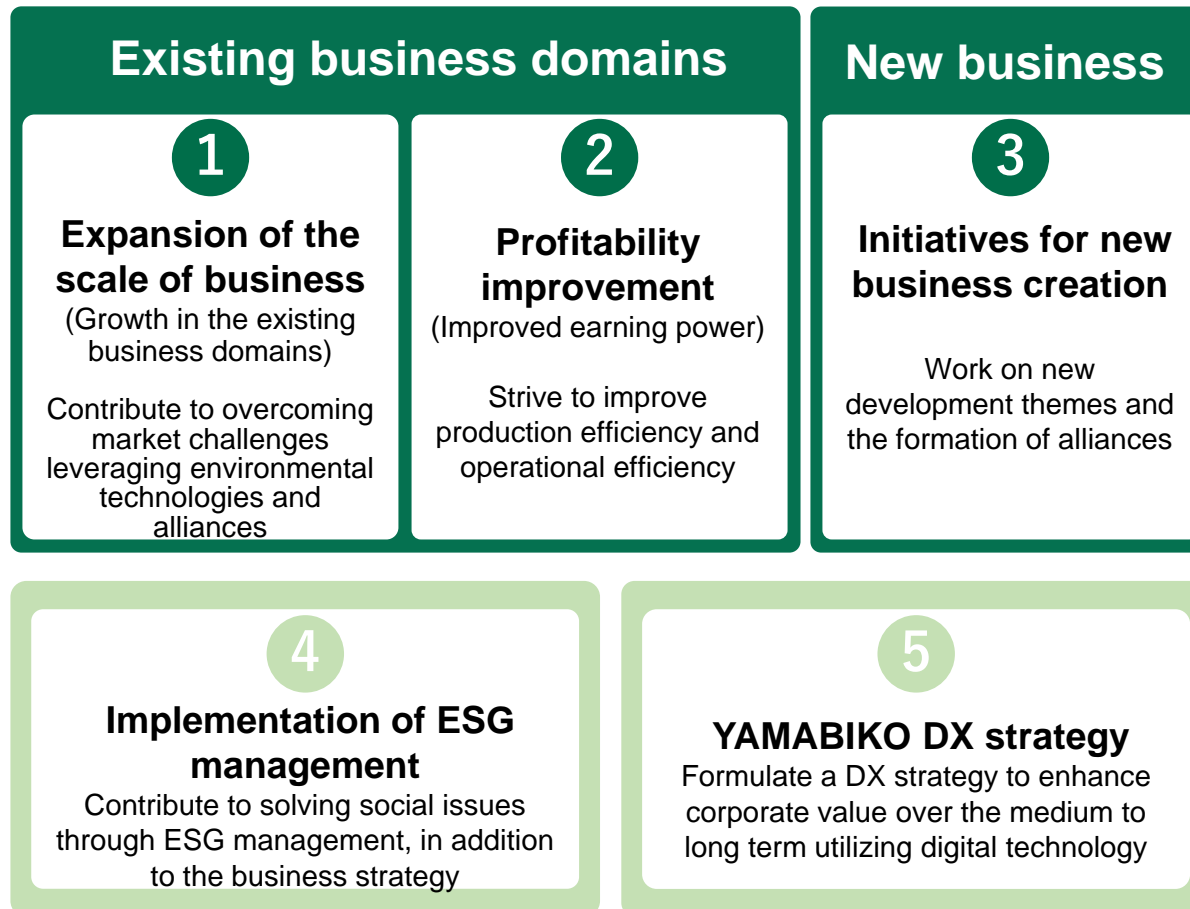 Existing business domains
New business
1
Expansion of the
scale of business
(Growth in the existing
business domains)
Contribute to overcoming
market challenges
leveraging environmental
technologies and
alliances
2
Profitability
improvement
(Improved earning power)
Strive to improve
production efficiency and
operational efficiency
3
Initiatives for new
business creation
Work on new
development themes and
the formation of alliances
4
Implementation of ESG
management
Contribute to solving social issues
through ESG management, in addition
to the business strategy
5
YAMABIKO DX strategy
Formulate a DX strategy to enhance
corporate value over the medium to
long term utilizing digital technology